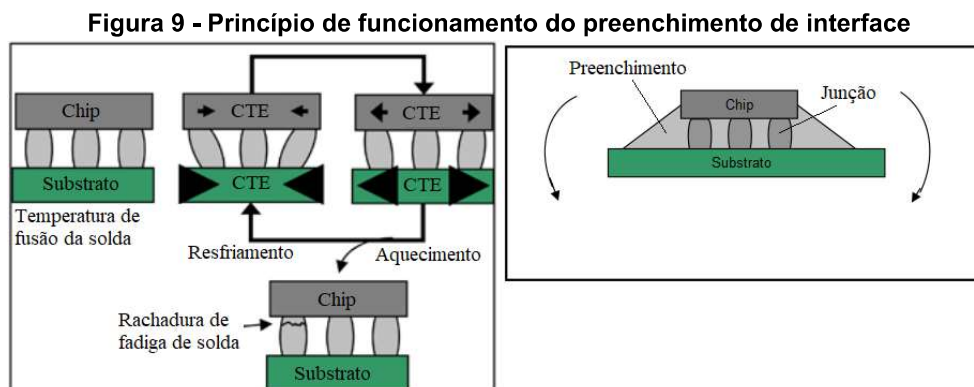 Figura 9 - Princípio de funcionamento do preenchimento de interface
Chip
Substrato
Temperatura de
fusão da solda
CTE
CTE
Resfriamento
CTE
CTE
Aquecimento
Chip
Rachadura de
fadiga de solda
Substrato
Preenchimento
Junção
Chip
Substrato